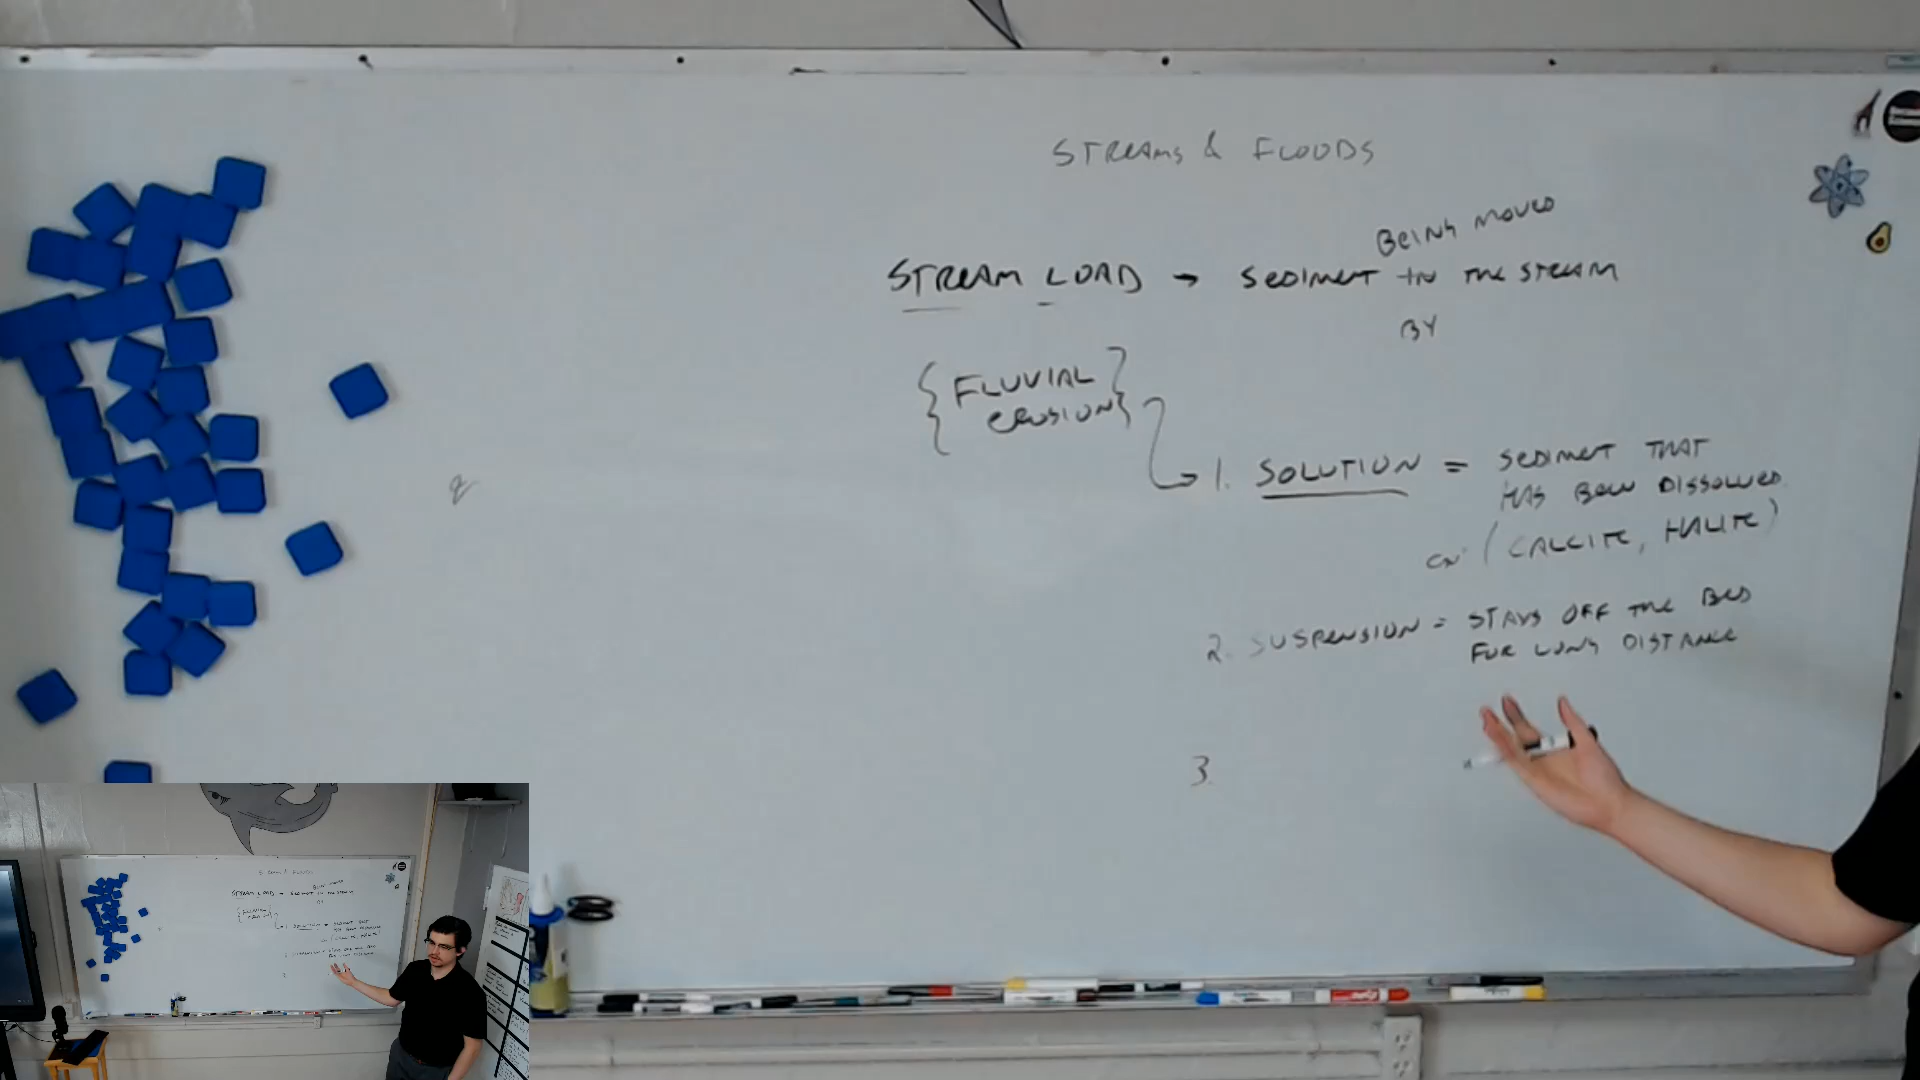 STREAMS & FLOODS
BEING MOVED
STREAM LOAD → SEDIMENT IN THE STREAM
BY
{FLUVIAL
EROSION}
1. SOLUTION = SEDIMENT THAT
HAS BEEN DISSOLVED
(CALCITE, HALITE)
2. SUSPENSION = STAYS OFF THE BED
FOR LONG DISTANCE
3.